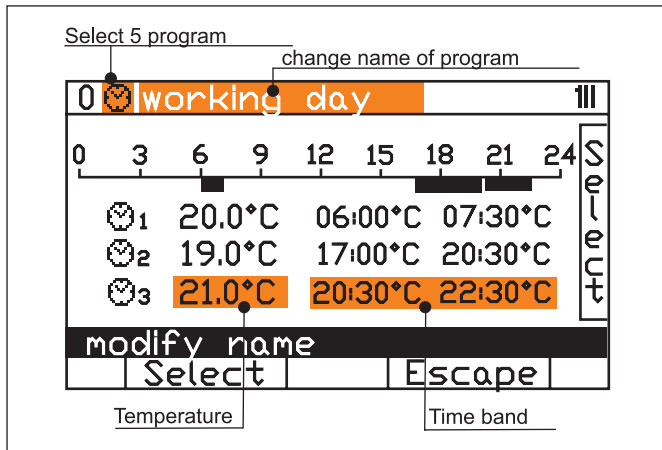 Select 5 program
change name of program
0 working day
0 3 6 9 12 15 18 21 24
1 20.0°C 06:00°C 07:30°C
2 19.0°C 17:00°C 20:30°C
3 21.0°C 20:30°C 22:30°C
Select
modify name
Select Escape
Temperature Time band